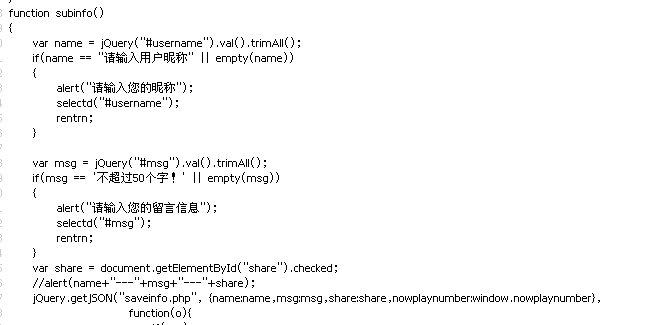 function subinfo()
{
var name = jQuery("#username").val().trimAll();
if(name == "请输入用户昵称" || empty(name))
{
alert("请输入您的昵称");
selectd("#username");
rentrn;
}
var msg = jQuery("#msg").val().trimAll();
if(msg == '不超过50个字！' || empty(msg))
{
alert("请输入您的留言信息");
selectd("#msg");
rentrn;
}
var share = document.getElementById("share").checked;
//alert(name+"---"+msg+"---"+share);
jQuery.getJSON("saveinfo.php", {name:name,msg:msg,share:share,nowplaynumber:window.nowplaynumber},
function(o){